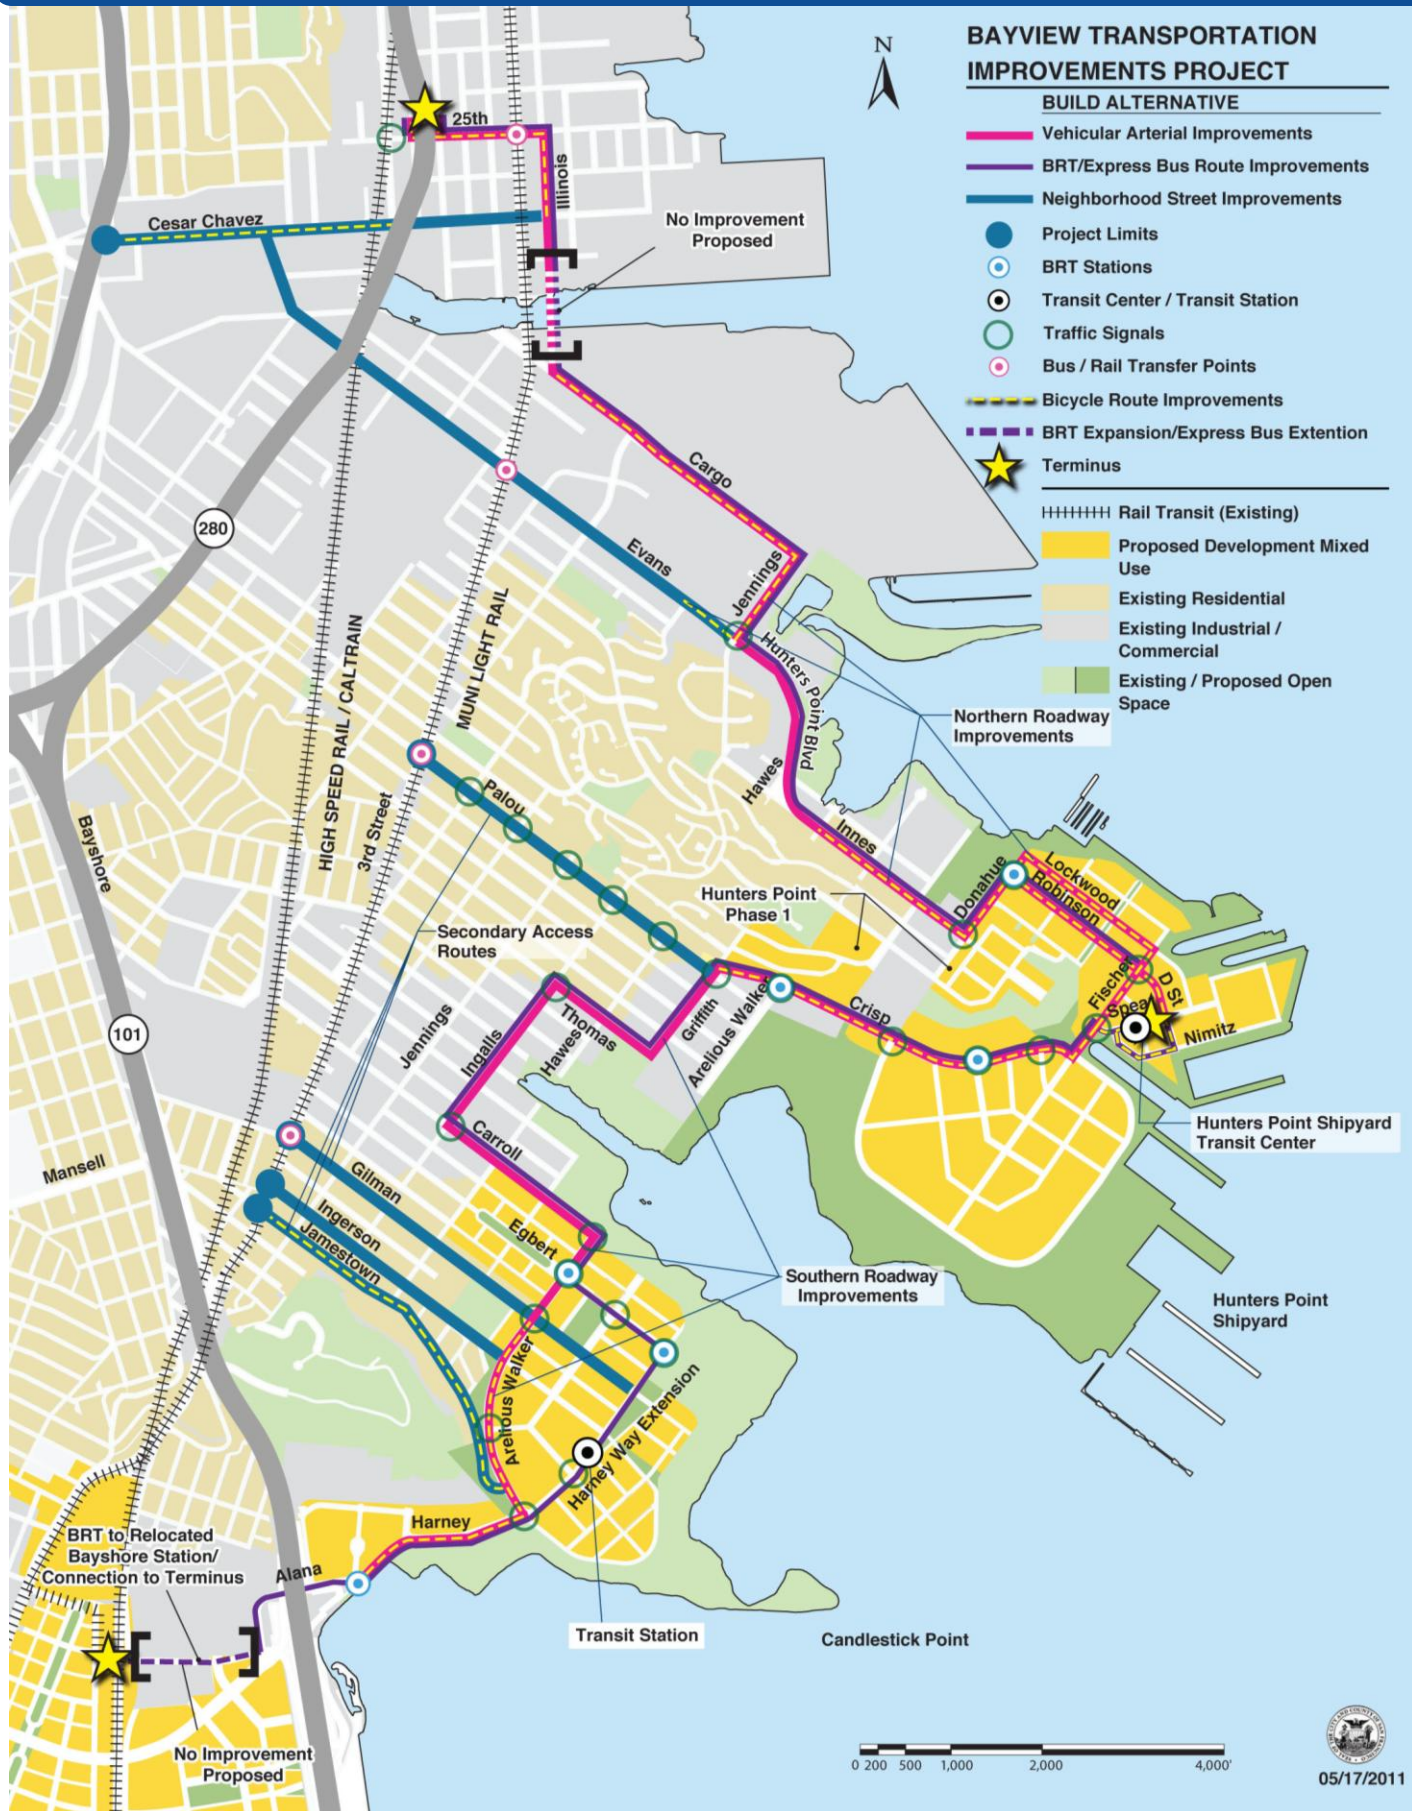 BAYVIEW TRANSPORTATION
IMPROVEMENTS PROJECT
BUILD ALTERNATIVE
Vehicular Arterial Improvements
BRT/Express Bus Route Improvements
Neighborhood Street Improvements
Project Limits
BRT Stations
Transit Center / Transit Station
Traffic Signals
Bus / Rail Transfer Points
Bicycle Route Improvements
BRT Expansion/Express Bus Extention
Terminus
Rail Transit (Existing)
Proposed Development Mixed
Use
Existing Residential
Existing Industrial /
Commercial
Existing / Proposed Open
Space
N
25th
Illinois
Cesar Chavez
No Improvement
Proposed
Cargo
280
Evans
Jennings
Hunters Point Blvd
HIGH SPEED RAIL / CALTRAIN
MUNI LIGHT RAIL
Northern Roadway
Improvements
Hawes
Palou
3rd Street
Bayshore
Innes
Donahue
Lockwood
Robinson
Hunters Point
Phase 1
Secondary Access
Routes
Fischer
D St
Spea
Nimitz
Crisp
Griffith
Arelious Walker
Thomas
Hawes
Ingalls
Jennings
101
Carroll
Hunters Point Shipyard
Transit Center
Mansell
Gilman
Ingerson
Jamestown
Egbert
Southern Roadway
Improvements
Hunters Point
Shipyard
Arelious Walker
Harney Way Extension
Harney
BRT to Relocated
Bayshore Station/
Connection to Terminus
Alana
Transit Station
Candlestick Point
No Improvement
Proposed
0 200 500 1,000 2,000 4,000'
05/17/2011